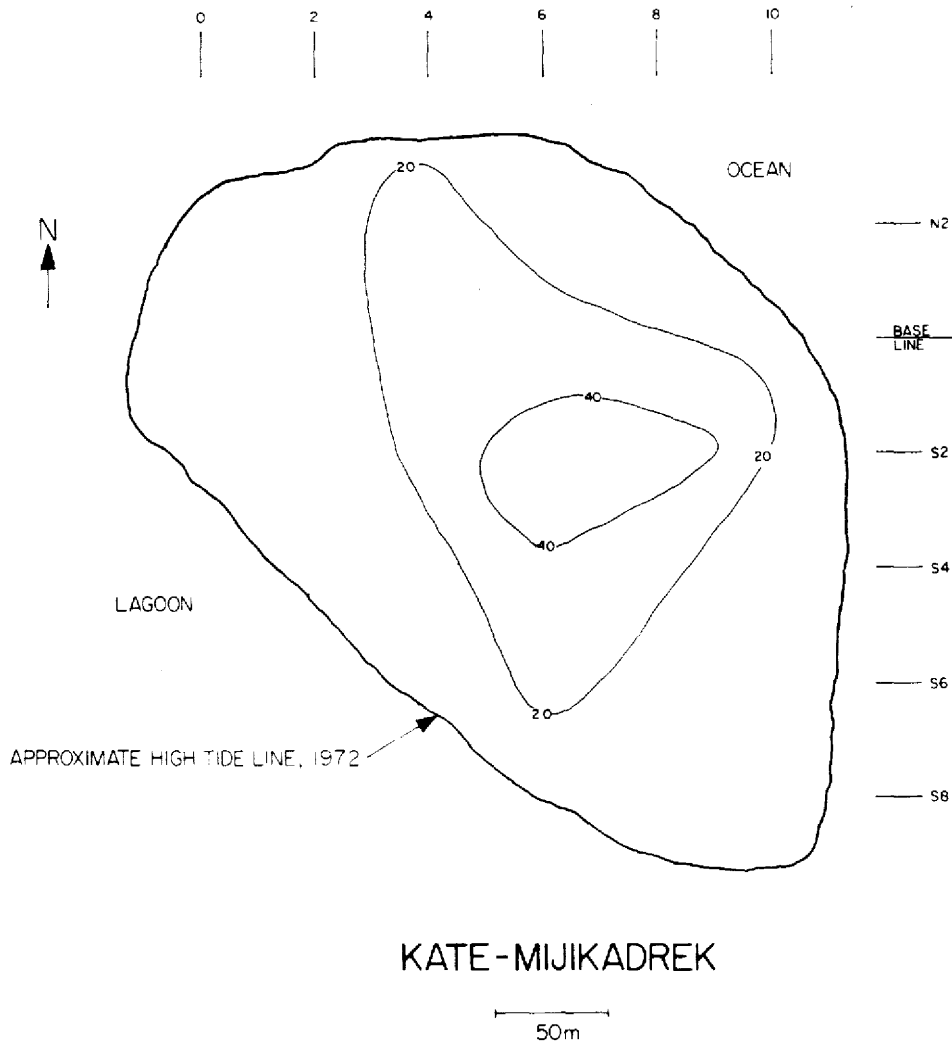 0 2 4 6 8 10
OCEAN
N2
N
BASE
LINE
20
40
S2
20
40
S4
LAGOON
S6
20
APPROXIMATE HIGH TIDE LINE, 1972
S8
KATE-MIJIKADREK
50m